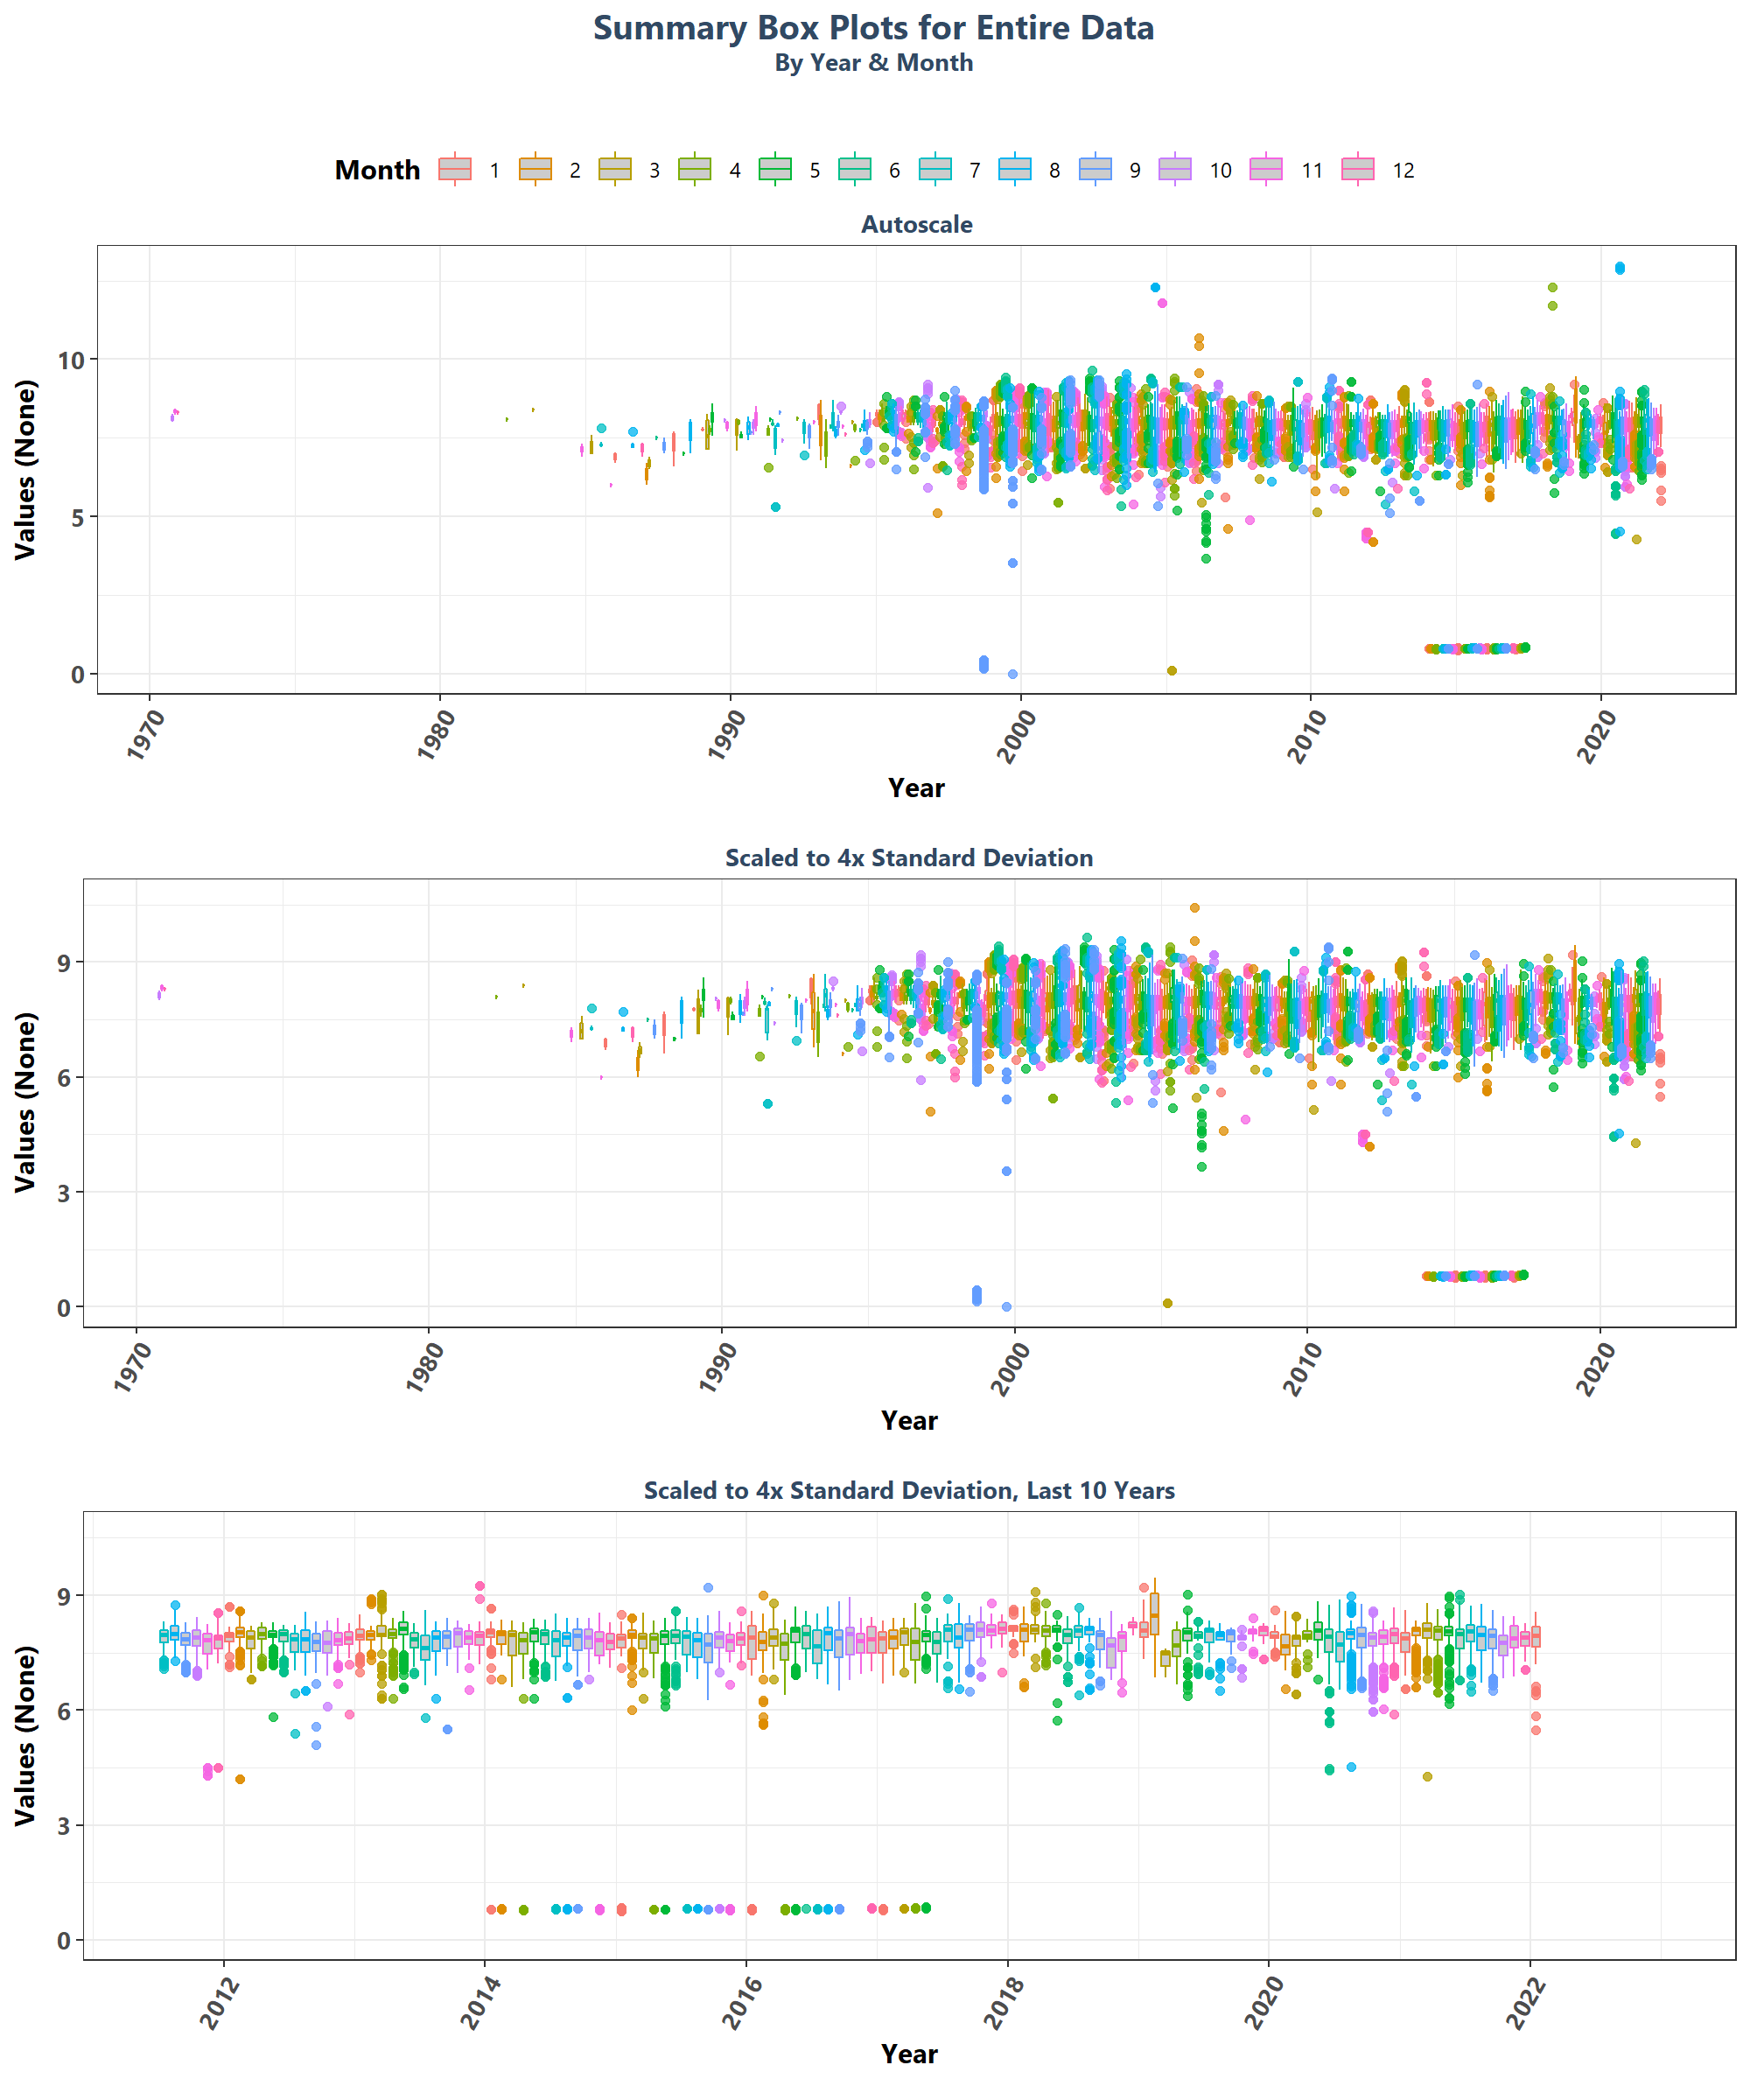 Summary Box Plots for Entire Data
By Year & Month
Month 1 2 3 4 5 6 7 8 9 10 11 12
Autoscale
Values (None)
10
5
0
1970 1980 1990 2000 2010 2020
Year
Scaled to 4x Standard Deviation
Values (None)
9
6
3
0
1970 1980 1990 2000 2010 2020
Year
Scaled to 4x Standard Deviation, Last 10 Years
Values (None)
9
6
3
0
2012 2014 2016 2018 2020 2022
Year